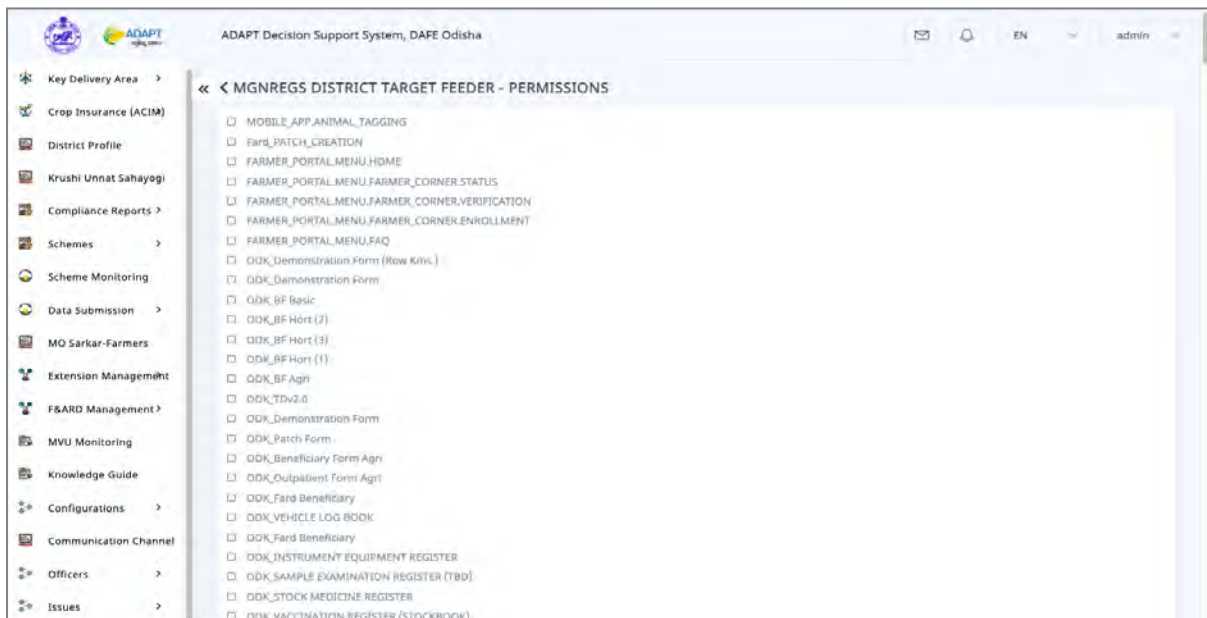 ADAPT
ADAPT Decision Support System, DAFE Odisha
EN
admin
Key Delivery Area >
Crop Insurance (ACIM)
District Profile
Krushi Unnat Sahayogi
Compliance Reports >
Schemes >
Scheme Monitoring
Data Submission >
MO Sarkar-Farmers
Extension Management
F&ARD Management >
MVU Monitoring
Knowledge Guide
Configurations >
Communication Channel
Officers >
Issues >
« < MGNREGS DISTRICT TARGET FEEDER - PERMISSIONS
MOBILE_APP.ANIMAL_TAGGING
Fard_PATCH_CREATION
FARMER_PORTAL.MENU.HOME
FARMER_PORTAL.MENU.FARMER_CORNER.STATUS
FARMER_PORTAL.MENU.FARMER_CORNER.VERIFICATION
FARMER_PORTAL.MENU.FARMER_CORNER.ENROLLMENT
FARMER_PORTAL.MENU.FAQ
ODK_Demonstration Form (Row Kms.)
ODK_Demonstration Form
ODK_BF Basic
ODK_BF Hort (2)
ODK_BF Hort (3)
ODK_BF Hort (1)
ODK_BF Agri
ODK_TDv2.0
ODK_Demonstration Form
ODK_Patch Form
ODK_Beneficiary Form Agri
ODK_Outpatient Form Agri
ODK_Fard Beneficiary
ODK_VEHICLE LOG BOOK
ODK_Fard Beneficiary
ODK_INSTRUMENT EQUIPMENT REGISTER
ODK_SAMPLE EXAMINATION REGISTER (TBD)
ODK_STOCK MEDICINE REGISTER
ODK_VACCINATION REGISTER (STOCKBOOK)